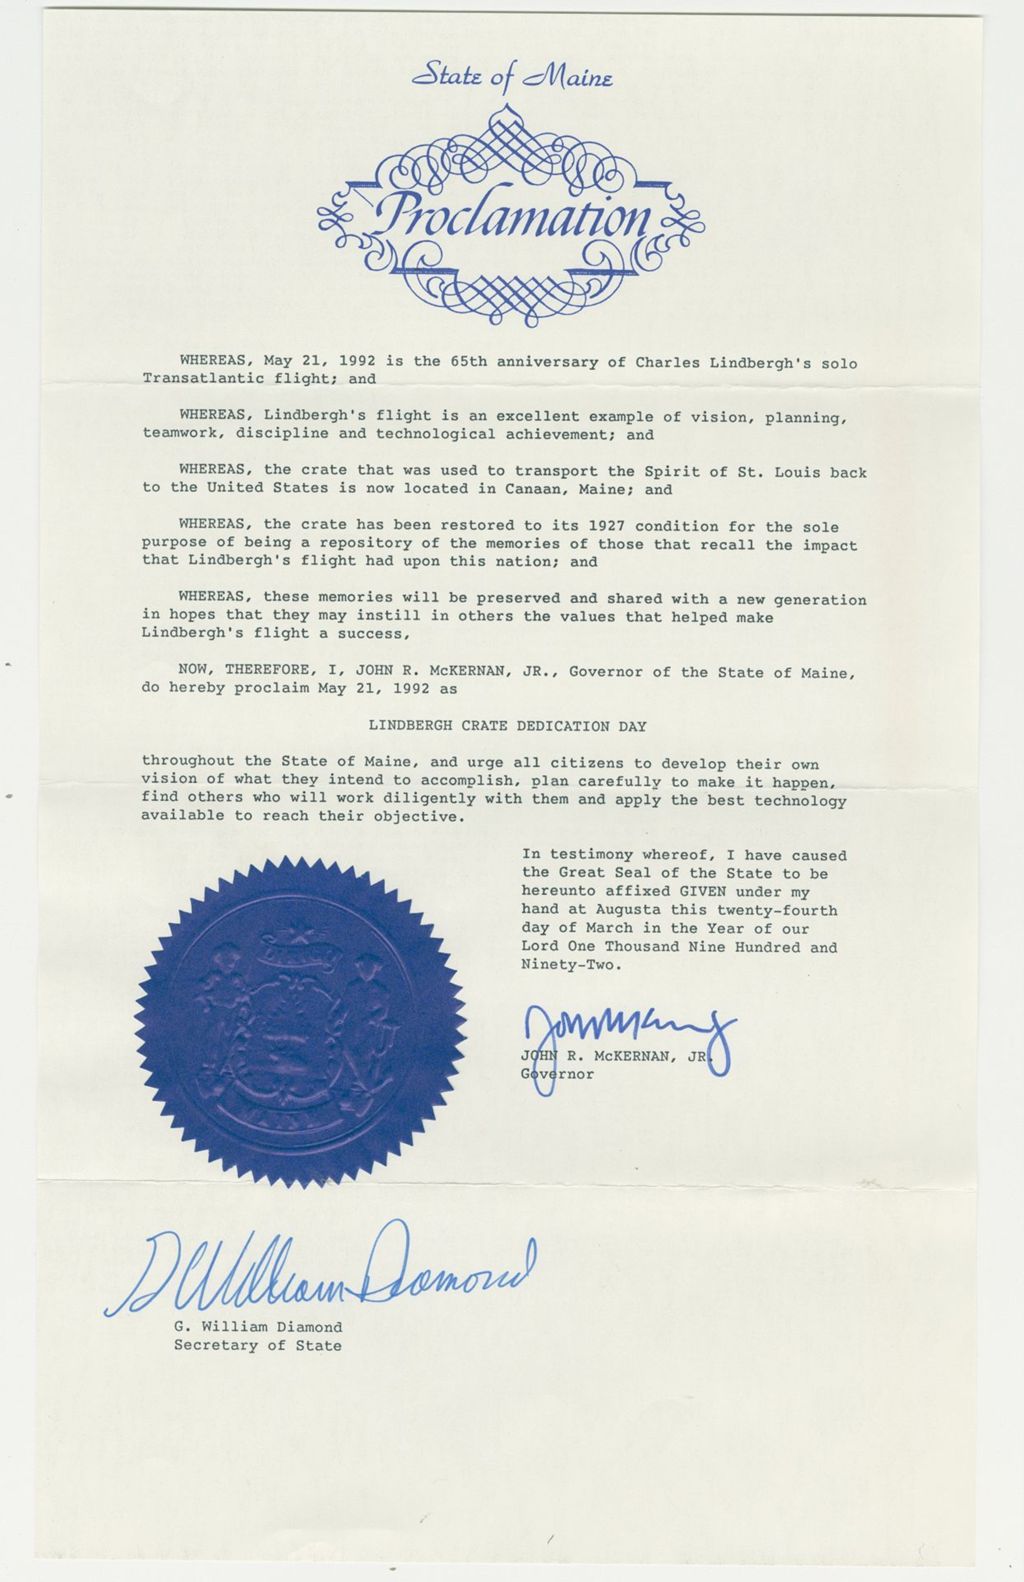 State of Maine
Proclamation
WHEREAS, May 21, 1992 is the 65th anniversary of Charles Lindbergh's solo
Transatlantic flight; and
WHEREAS, Lindbergh's flight is an excellent example of vision, planning,
teamwork, discipline and technological achievement; and
WHEREAS, the crate that was used to transport the Spirit of St. Louis back
to the United States is now located in Canaan, Maine; and
WHEREAS, the crate has been restored to its 1927 condition for the sole
purpose of being a repository of the memories of those that recall the impact
that Lindbergh's flight had upon this nation; and
WHEREAS, these memories will be preserved and shared with a new generation
in hopes that they may instill in others the values that helped make
Lindbergh's flight a success,
NOW, THEREFORE, I, JOHN R. McKERNAN, JR., Governor of the State of Maine,
do hereby proclaim May 21, 1992 as
LINDBERGH CRATE DEDICATION DAY
throughout the State of Maine, and urge all citizens to develop their own
vision of what they intend to accomplish, plan carefully to make it happen,
find others who will work diligently with them and apply the best technology
available to reach their objective.
In testimony whereof, I have caused
the Great Seal of the State to be
hereunto affixed GIVEN under my
hand at Augusta this twenty-fourth
day of March in the Year of our
Lord One Thousand Nine Hundred and
Ninety-Two.
JOHN R. McKERNAN, JR.
Governor
G William Diamond
G. William Diamond
Secretary of State